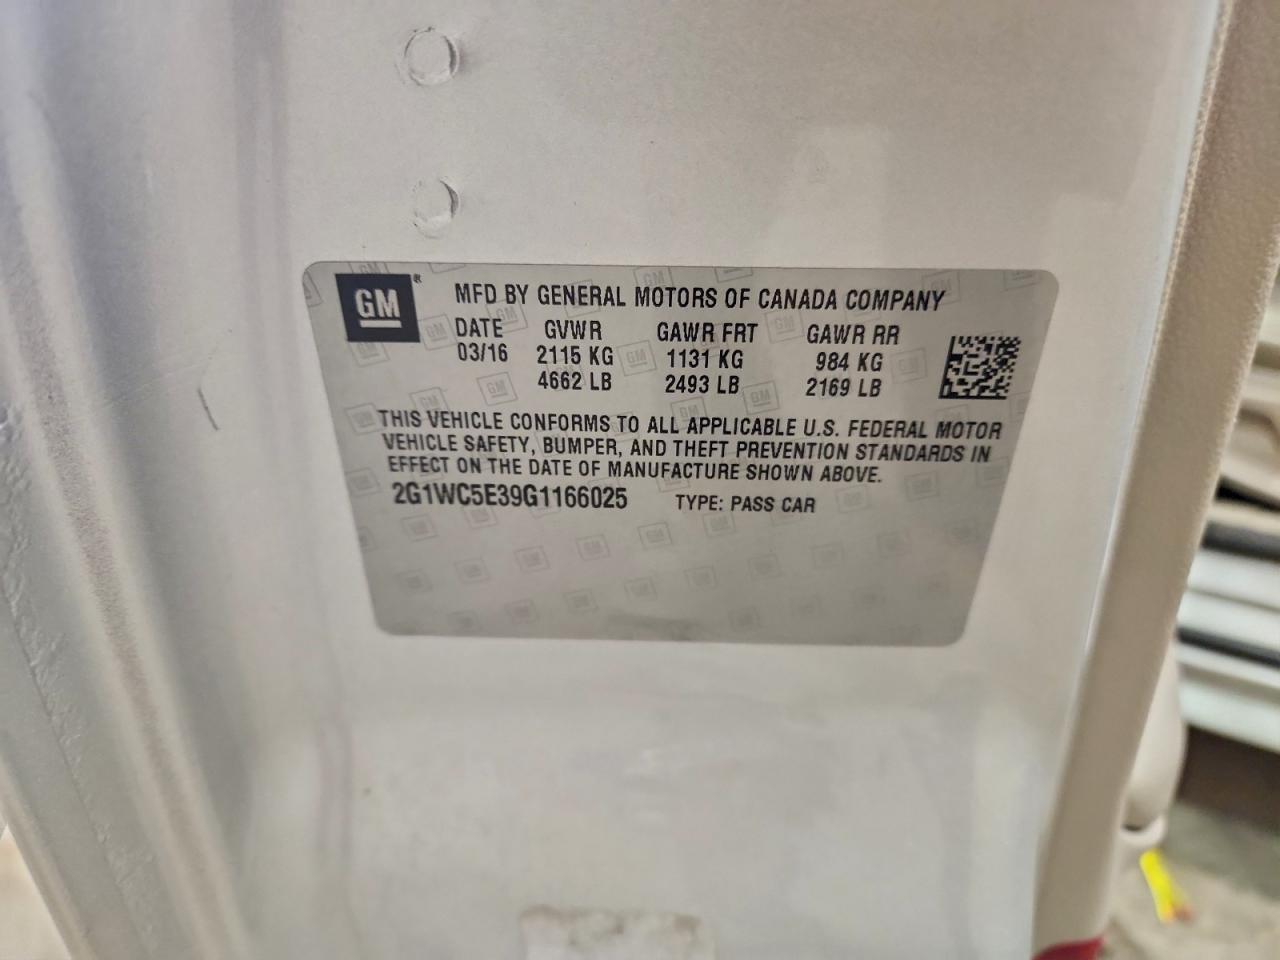 GM®
MFD BY GENERAL MOTORS OF CANADA COMPANY
DATE GVWR GAWR FRT GAWR RR
03/16 2115 KG 1131 KG 984 KG
4662 LB 2493 LB 2169 LB
THIS VEHICLE CONFORMS TO ALL APPLICABLE U.S. FEDERAL MOTOR
VEHICLE SAFETY, BUMPER, AND THEFT PREVENTION STANDARDS IN
EFFECT ON THE DATE OF MANUFACTURE SHOWN ABOVE.
2G1WC5E39G1166025 TYPE: PASS CAR